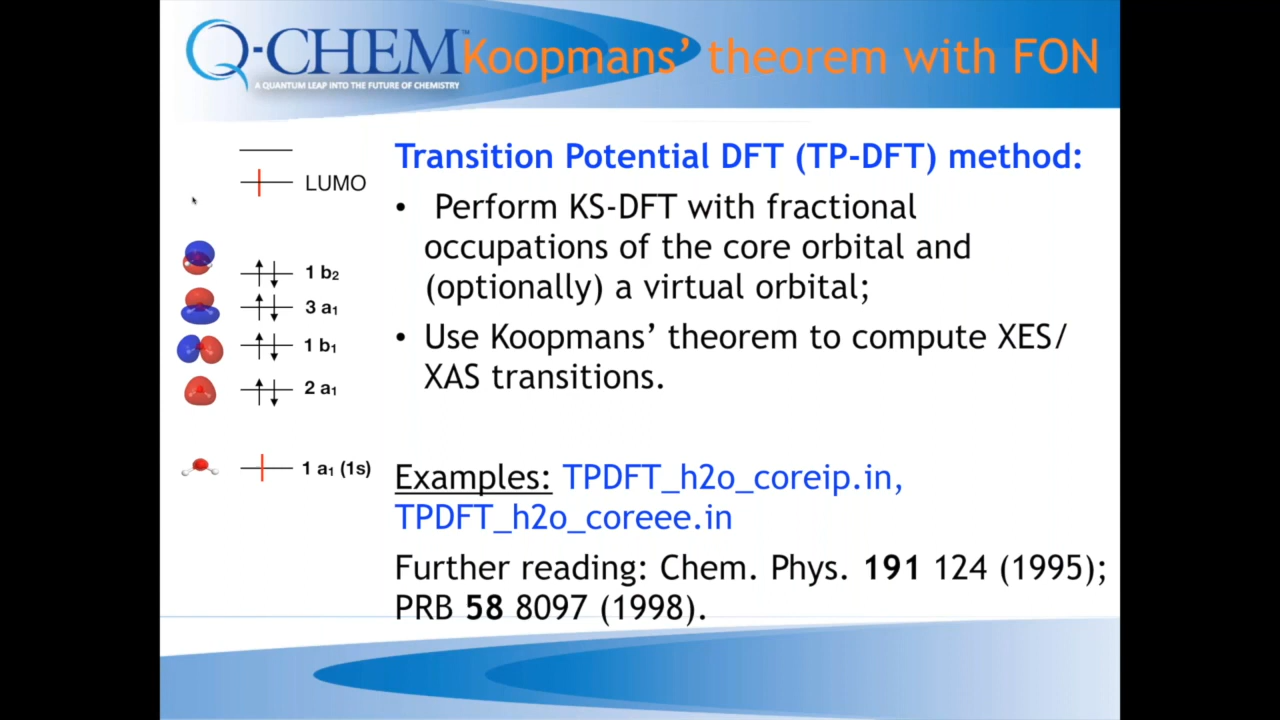 Q-CHEM™
A QUANTUM LEAP INTO THE FUTURE OF CHEMISTRY
Koopmans’ theorem with FON
LUMO
1 b₂
3 a₁
1 b₁
2 a₁
1 a₁ (1s)
Transition Potential DFT (TP-DFT) method:
• Perform KS-DFT with fractional
occupations of the core orbital and
(optionally) a virtual orbital;
• Use Koopmans’ theorem to compute XES/
XAS transitions.
Examples: TPDFT_h2o_coreip.in,
TPDFT_h2o_coreee.in
Further reading: Chem. Phys. 191 124 (1995);
PRB 58 8097 (1998).